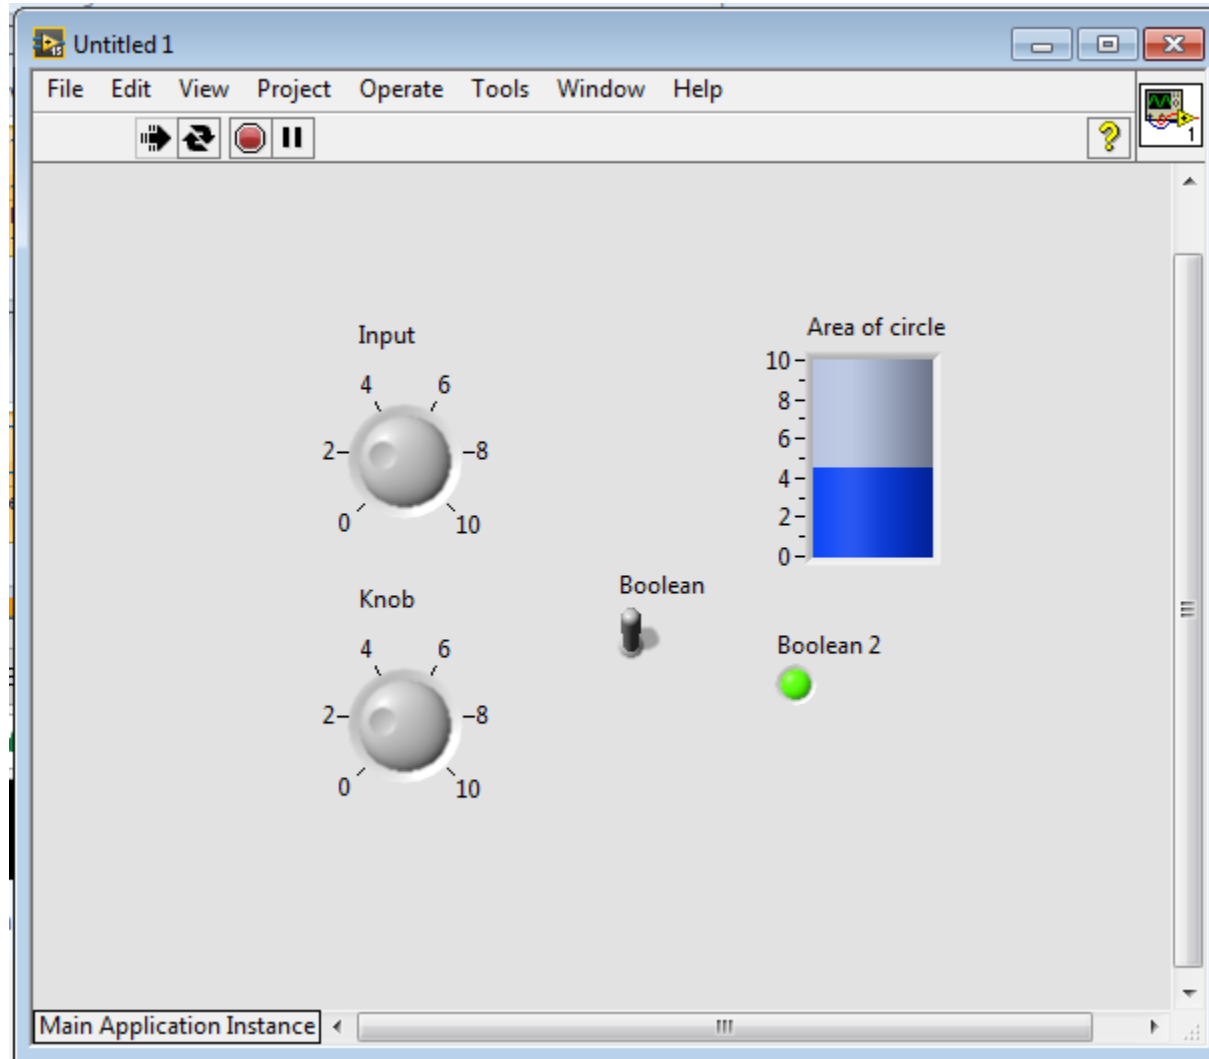 Untitled 1
File Edit View Project Operate Tools Window Help
15
1
Input
4 6
2 8
0 10
Area of circle
10
8
6
4
2
0
Boolean
Knob
4 6
2 8
0 10
Boolean 2
Main Application Instance